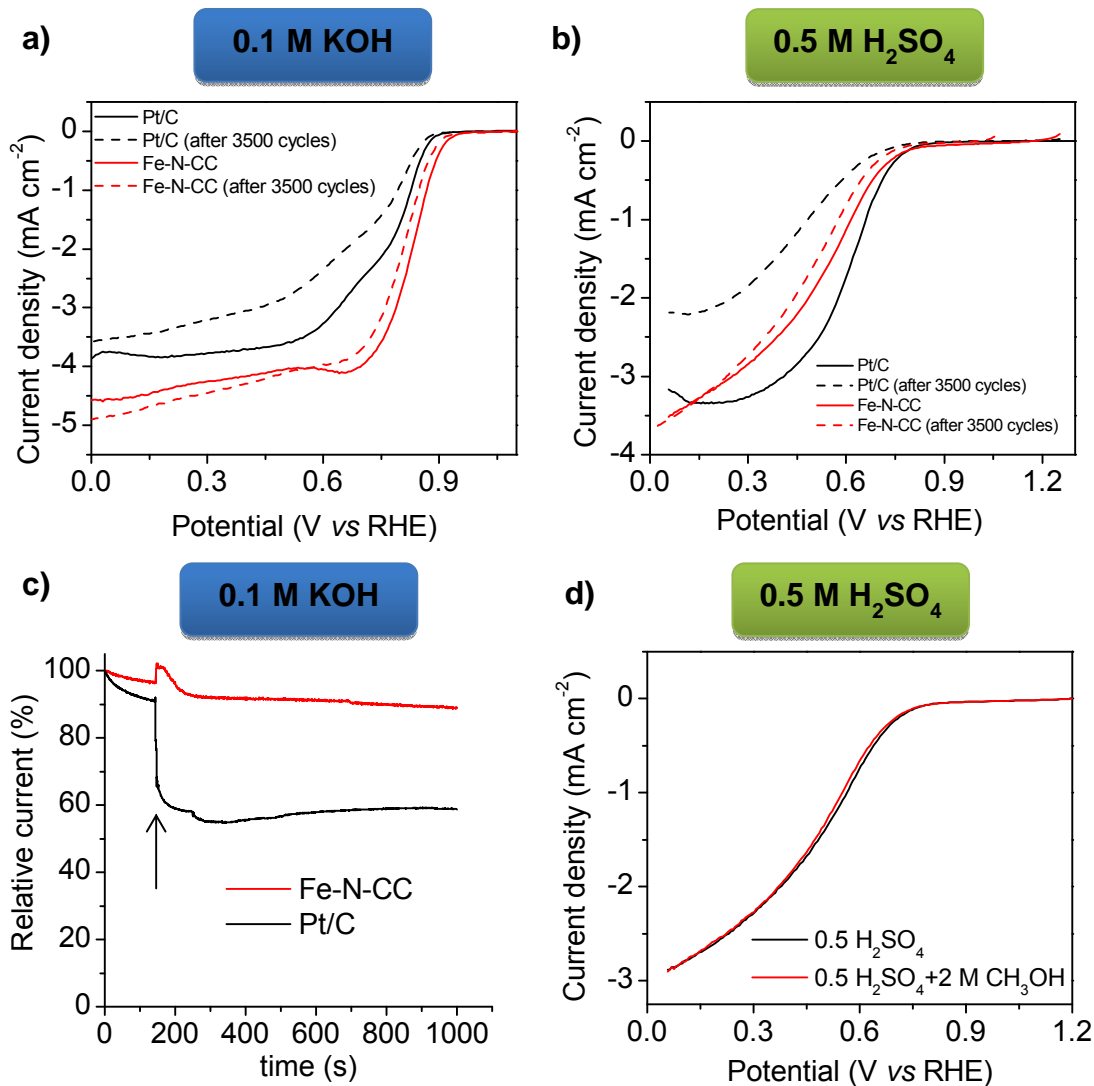 a)
0.1 M KOH
Pt/C
Pt/C (after 3500 cycles)
Fe-N-CC
Fe-N-CC (after 3500 cycles)
0
-1
-2
-3
-4
-5
Current density (mA cm⁻²)
0.0 0.3 0.6 0.9
Potential (V vs RHE)
b)
0.5 M H₂SO₄
0
-1
-2
-3
-4
Current density (mA cm⁻²)
Pt/C
Pt/C (after 3500 cycles)
Fe-N-CC
Fe-N-CC (after 3500 cycles)
0.0 0.3 0.6 0.9 1.2
Potential (V vs RHE)
c)
0.1 M KOH
100
80
60
40
20
0
Relative current (%)
Fe-N-CC
Pt/C
0 200 400 600 800 1000
time (s)
d)
0.5 M H₂SO₄
0
-1
-2
-3
Current density (mA cm⁻²)
0.5 H₂SO₄
0.5 H₂SO₄+2 M CH₃OH
0.0 0.3 0.6 0.9 1.2
Potential (V vs RHE)